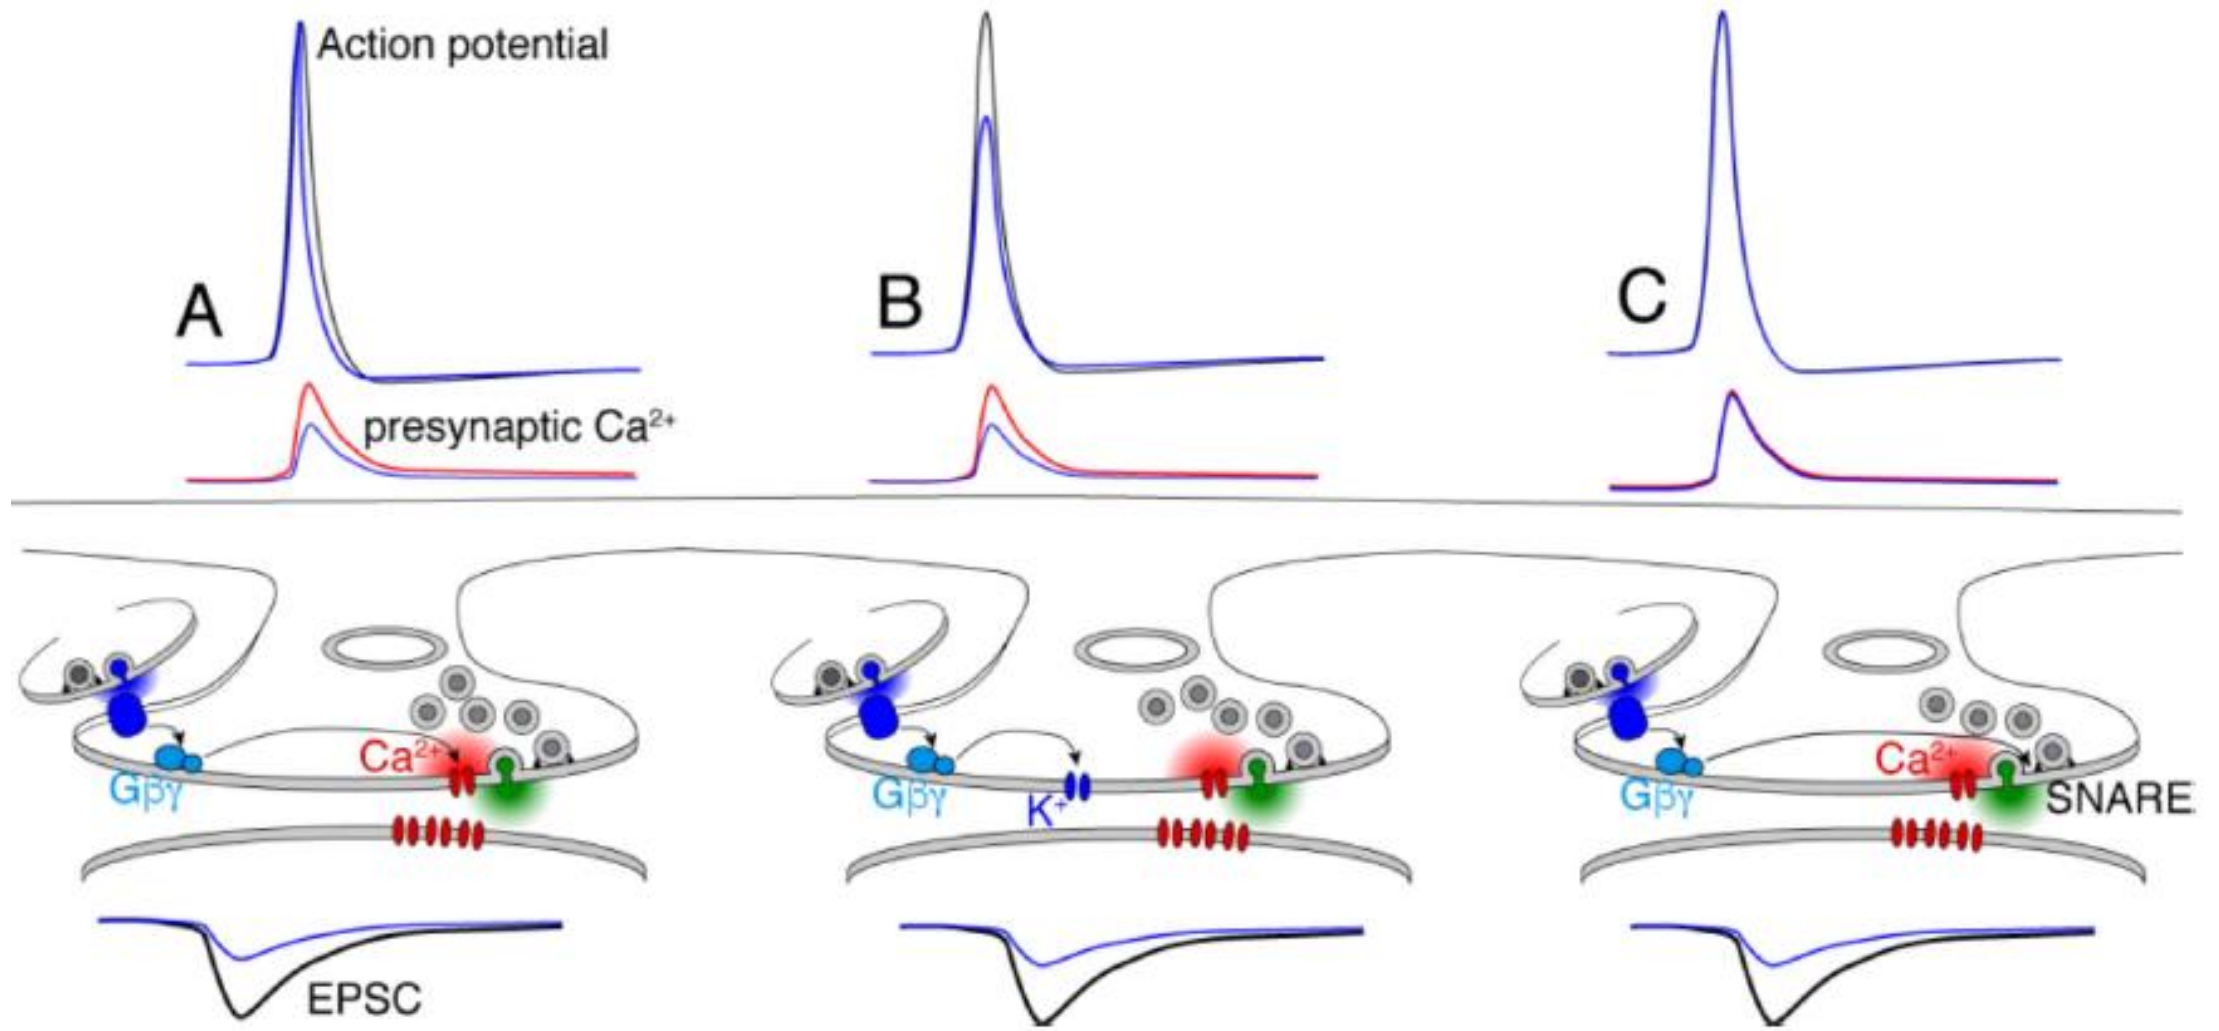 Action potential
A
B
C
presynaptic Ca²⁺
Ca²⁺
Gβγ
Gβγ
K⁺
Ca²⁺
Gβγ
SNARE
EPSC